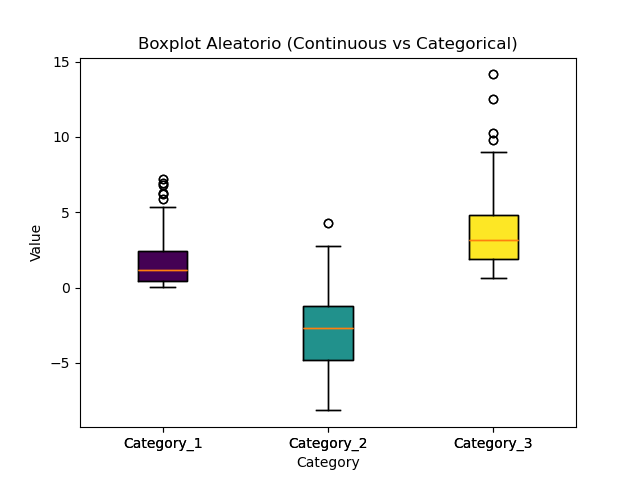 Boxplot Aleatorio (Continuous vs Categorical)
15
10
5
0
−5
Value
Category_1 Category_2 Category_3
Category